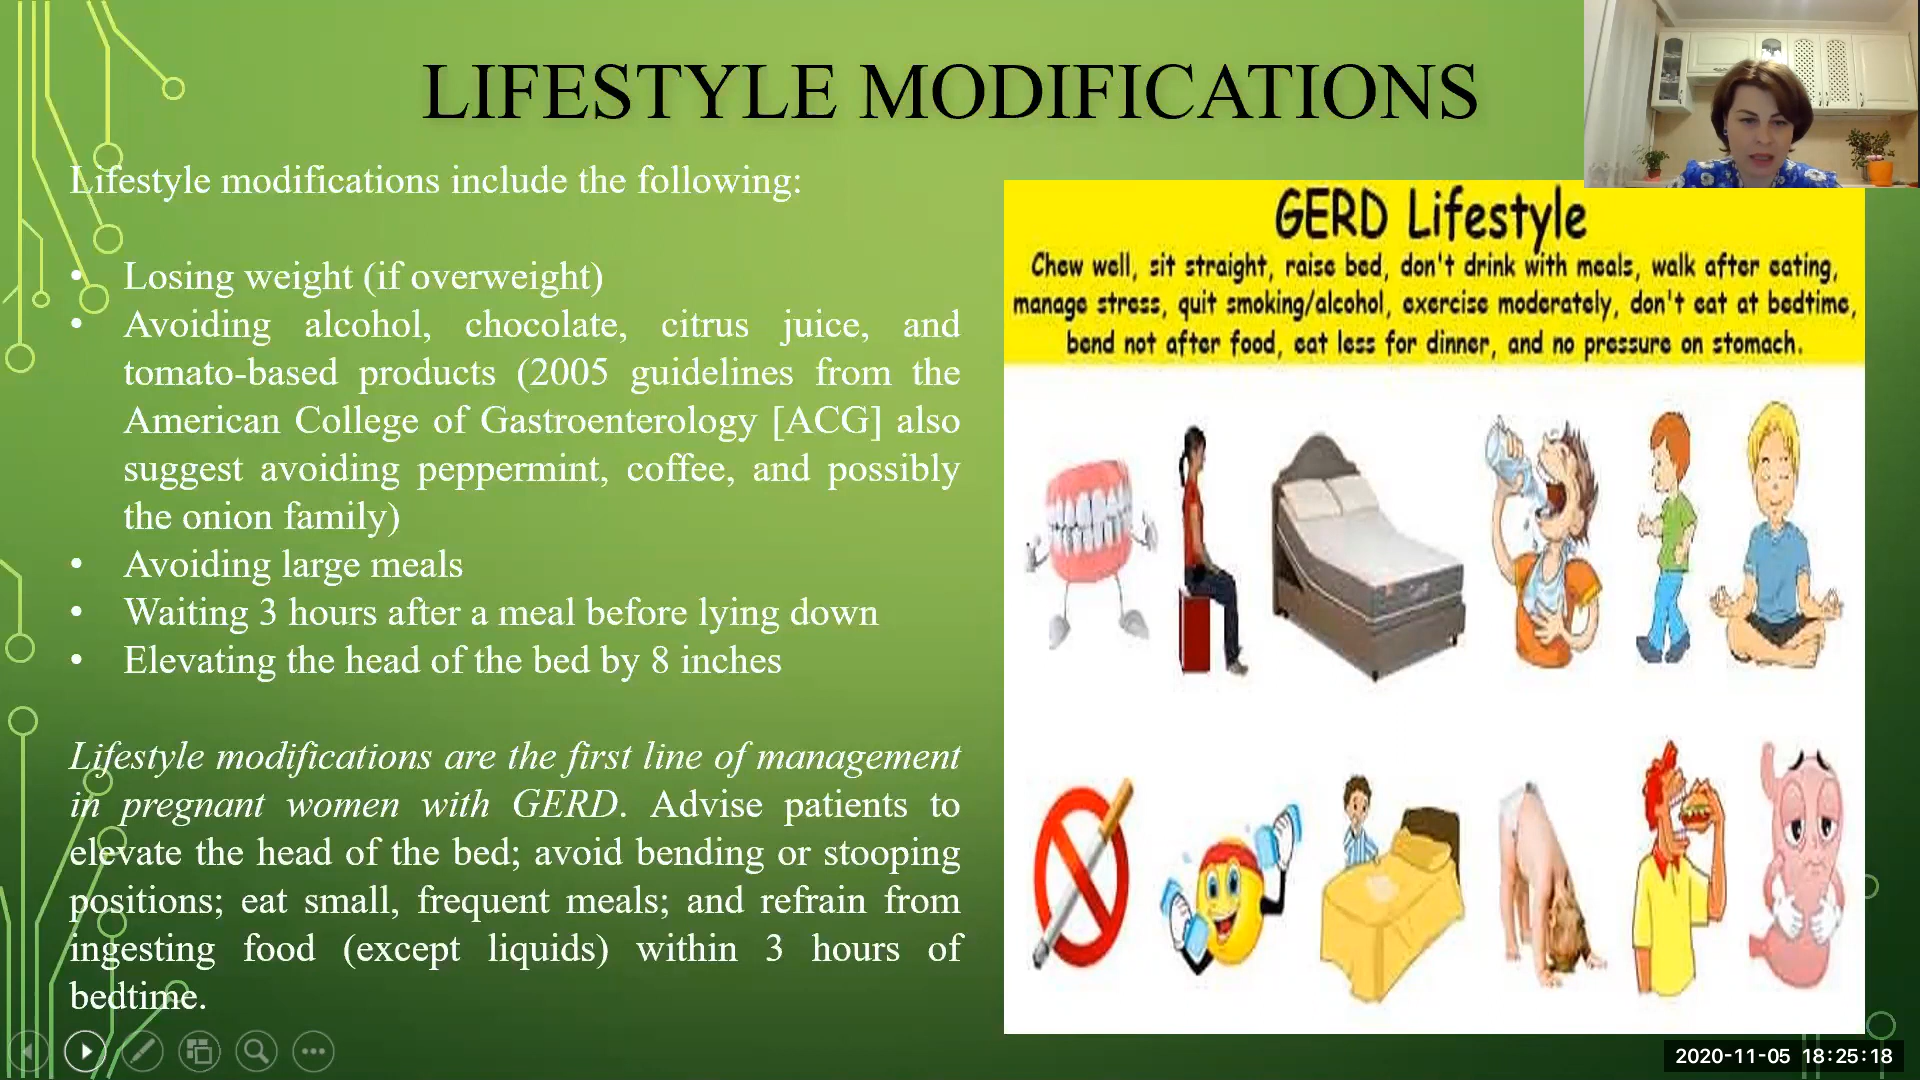 LIFESTYLE MODIFICATIONS
Lifestyle modifications include the following:
• Losing weight (if overweight)
• Avoiding alcohol, chocolate, citrus juice, and
tomato-based products (2005 guidelines from the
American College of Gastroenterology [ACG] also
suggest avoiding peppermint, coffee, and possibly
the onion family)
• Avoiding large meals
• Waiting 3 hours after a meal before lying down
• Elevating the head of the bed by 8 inches
Lifestyle modifications are the first line of management
in pregnant women with GERD. Advise patients to
elevate the head of the bed; avoid bending or stooping
positions; eat small, frequent meals; and refrain from
ingesting food (except liquids) within 3 hours of
bedtime.
GERD Lifestyle
Chew well, sit straight, raise bed, don't drink with meals, walk after eating,
manage stress, quit smoking/alcohol, exercise moderately, don't eat at bedtime,
bend not after food, eat less for dinner, and no pressure on stomach.
2020-11-05 18:25:18